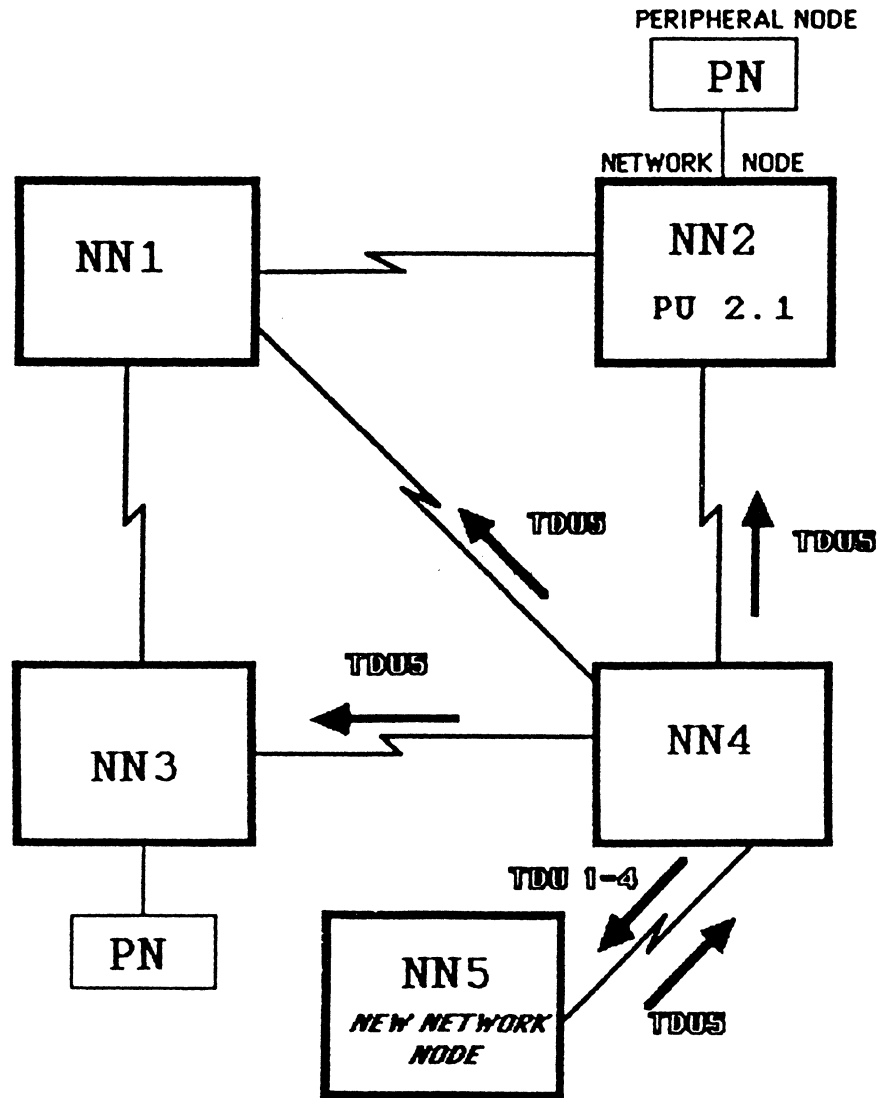 PERIPHERAL NODE
PN
NETWORK NODE
NN1
NN2
PU 2.1
TDU5
TDU5
TDU5
NN3
NN4
TDU 1-4
PN
NN5
NEW NETWORK
NODE
TDU5